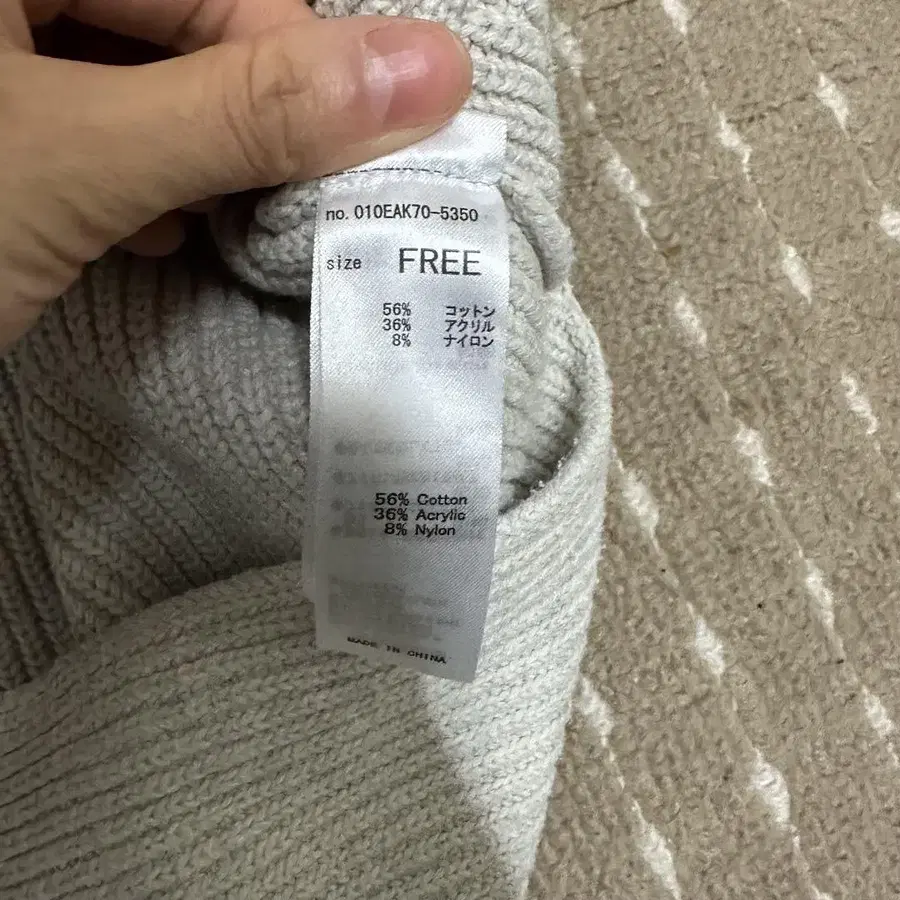 no. 010EAK70-5350
size FREE
56% コットン
36% アクリル
8% ナイロン
56% Cotton
36% Acrylic
8% Nylon
MADE IN CHINA